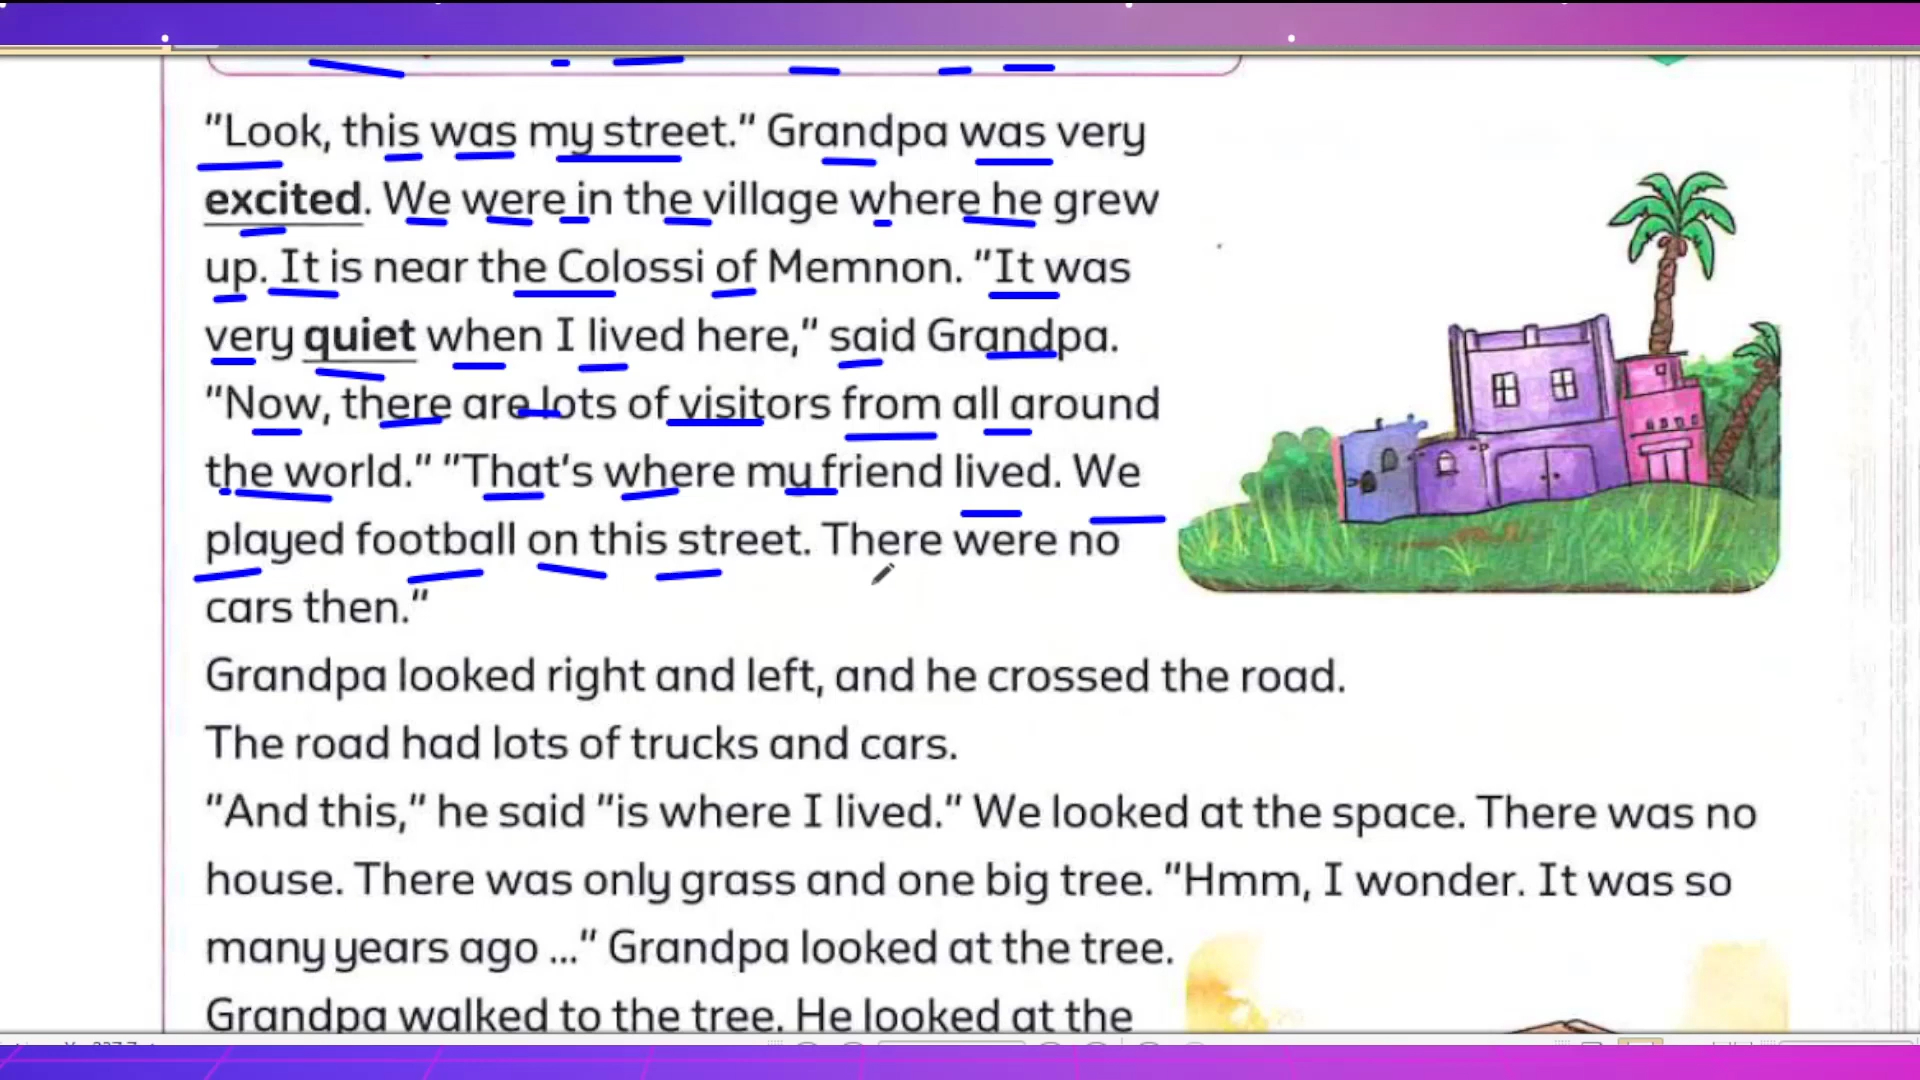 "Look, this was my street." Grandpa was very
excited. We were in the village where he grew
up. It is near the Colossi of Memnon. "It was
very quiet when I lived here," said Grandpa.
"Now, there are lots of visitors from all around
the world." "That's where my friend lived. We
played football on this street. There were no
cars then."
Grandpa looked right and left, and he crossed the road.
The road had lots of trucks and cars.
"And this," he said "is where I lived." We looked at the space. There was no
house. There was only grass and one big tree. "Hmm, I wonder. It was so
many years ago ..." Grandpa looked at the tree.
Grandpa walked to the tree. He looked at the